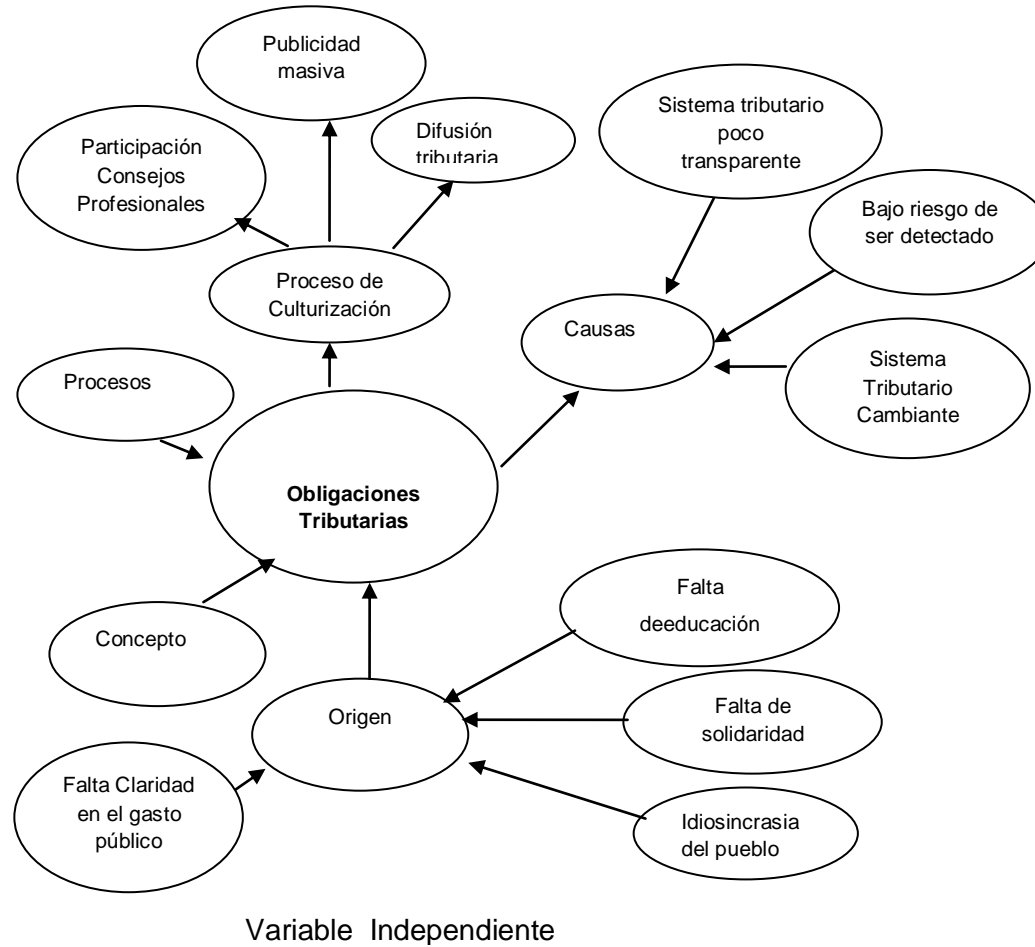 Publicidad
masiva
Sistema tributario
poco
transparente
Difusión
tributaria
Participación
Consejos
Profesionales
Bajo riesgo de
ser detectado
Proceso de
Culturización
Causas
Sistema
Tributario
Cambiante
Procesos
Obligaciones
Tributarias
Falta
deeducación
Concepto
Origen
Falta de
solidaridad
Falta Claridad
en el gasto
público
Idiosincrasia
del pueblo
Variable Independiente